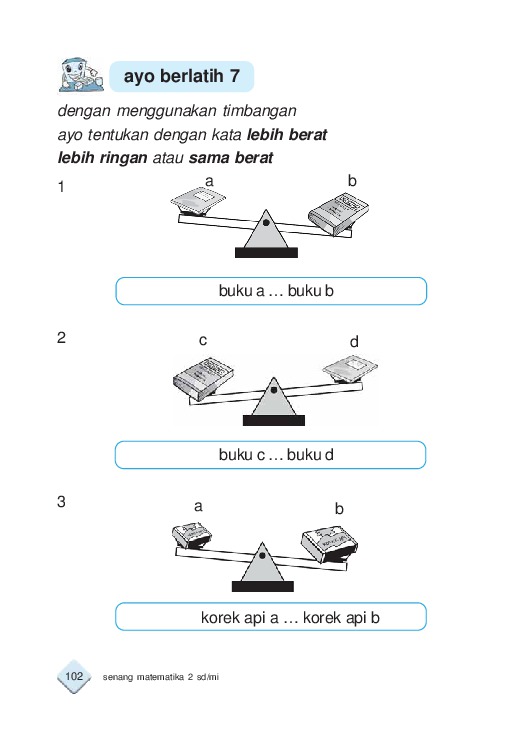 ayo berlatih 7
dengan menggunakan timbangan
ayo tentukan dengan kata lebih berat
lebih ringan atau sama berat
1
a
b
buku a … buku b
2
c
d
buku c … buku d
3
a
b
korek api a … korek api b
102
senang matematika 2 sd/mi